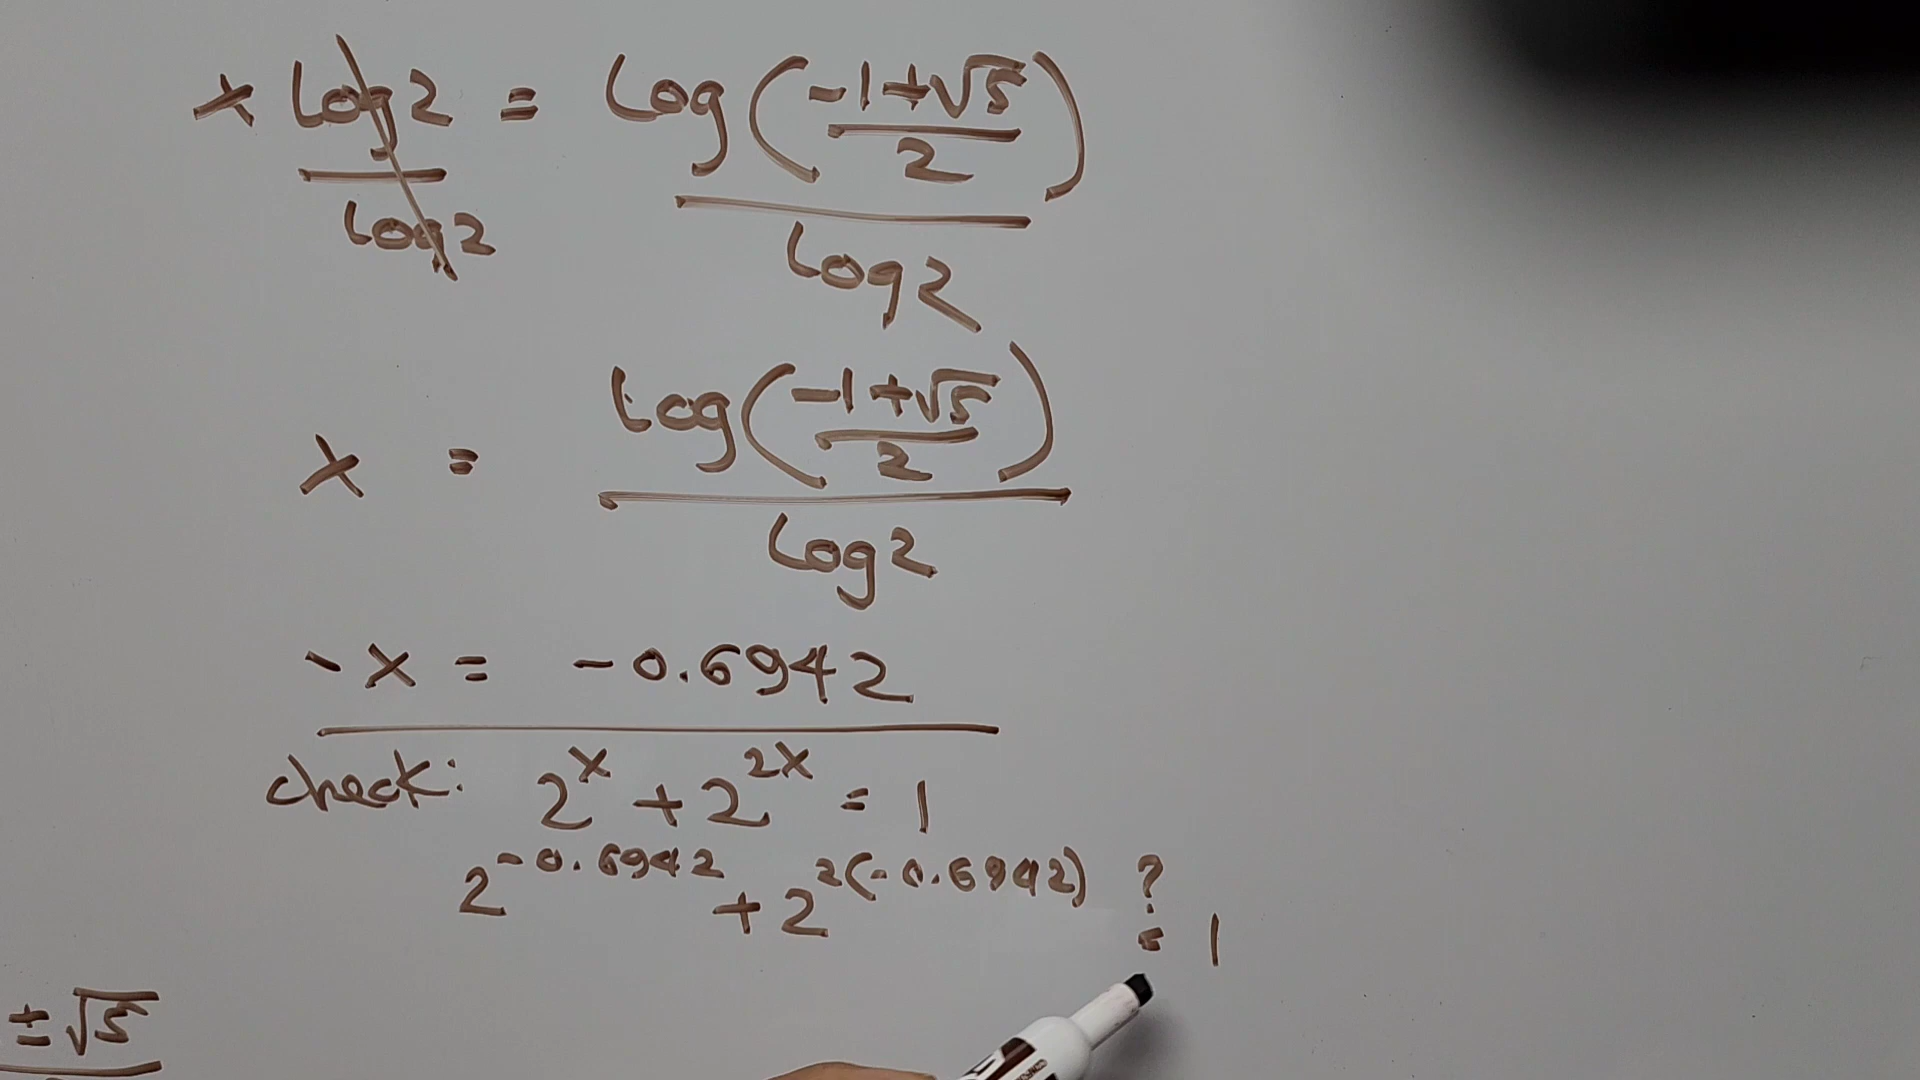 x log2 / log2 = log((-1+√5)/2) / log2
x = log((-1+√5)/2) / log2
-x = -0.6942
check: 2^x + 2^2x = 1
2^-0.6942 + 2^2(-0.6942) ?= 1
±√5